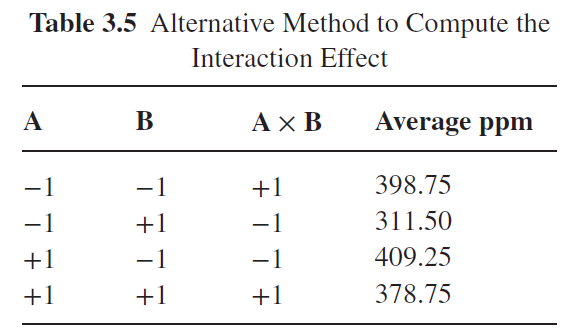 Table 3.5 Alternative Method to Compute the
Interaction Effect
A B A × B Average ppm
−1 −1 +1 398.75
−1 +1 −1 311.50
+1 −1 −1 409.25
+1 +1 +1 378.75